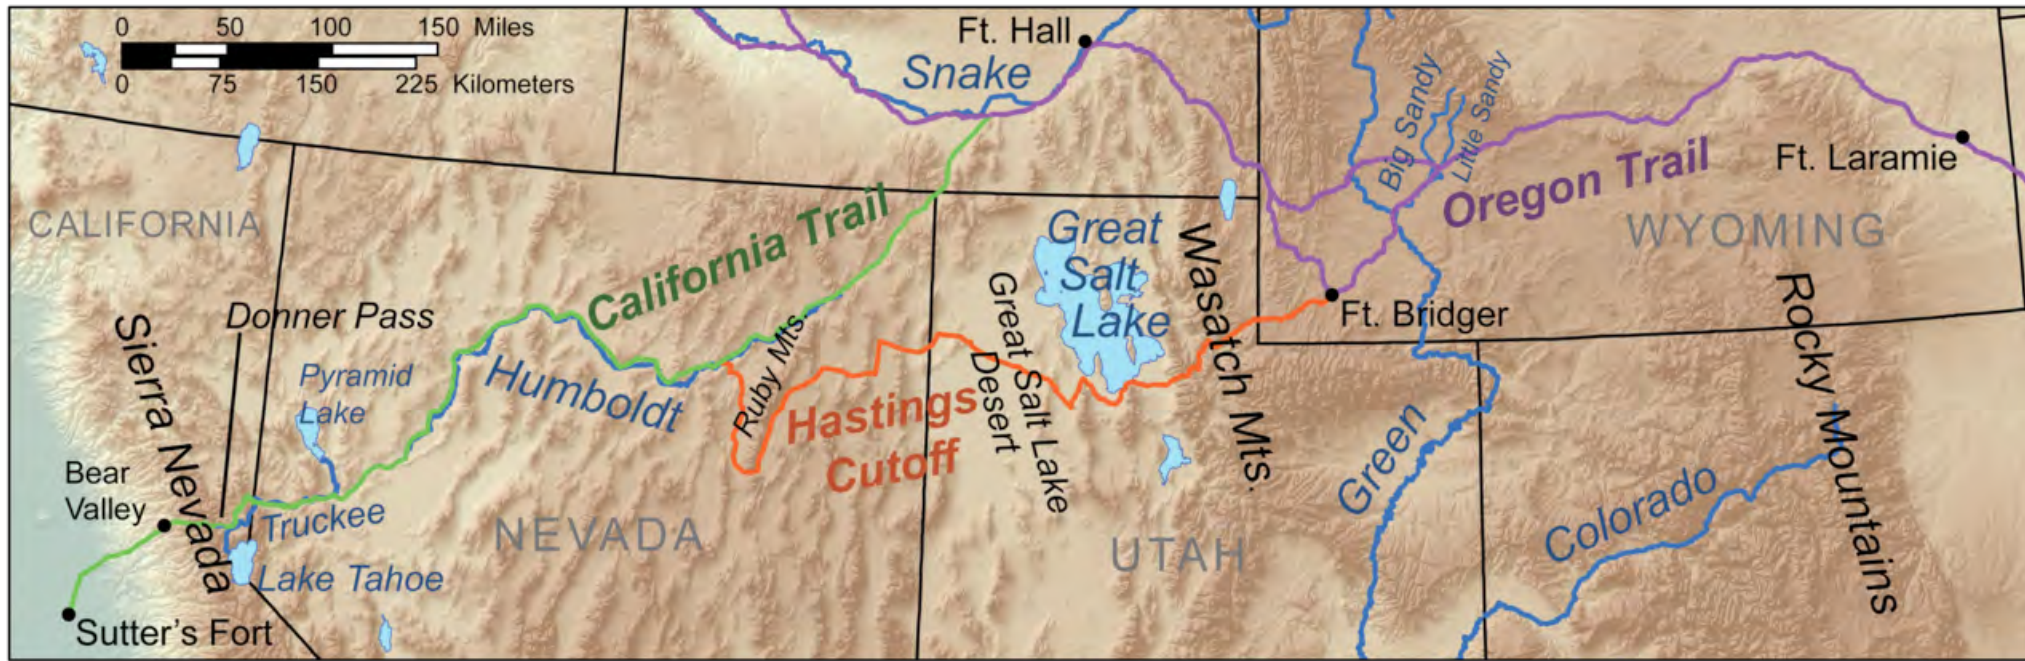 0 50 100 150 Miles
0 75 150 225 Kilometers
Ft. Hall
Snake
Big Sandy
Little Sandy
Ft. Laramie
Oregon Trail
WYOMING
CALIFORNIA
California Trail
Great
Salt
Lake
Wasatch Mts.
Ft. Bridger
Rocky Mountains
Donner Pass
Sierra Nevada
Pyramid
Lake
Humboldt
Ruby Mts.
Great Salt Lake
Desert
Hastings
Cutoff
Green
Colorado
Bear
Valley
Truckee
NEVADA
UTAH
Lake Tahoe
Sutter's Fort